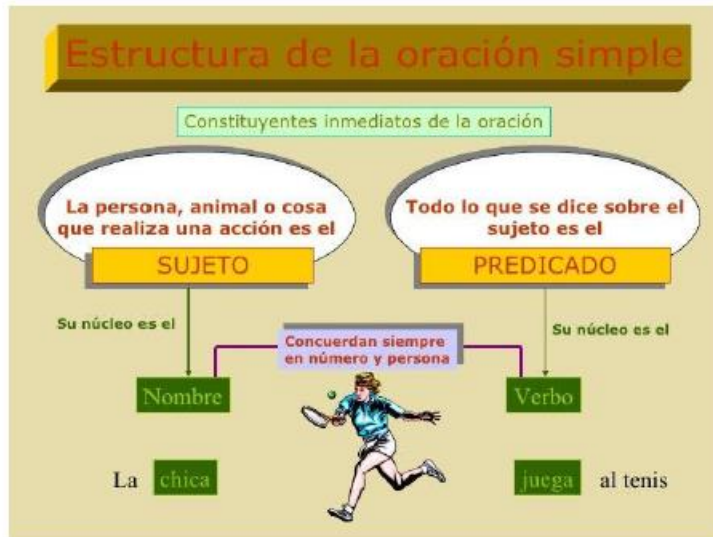 Estructura de la oración simple
Constituyentes inmediatos de la oración
La persona, animal o cosa
que realiza una acción es el
SUJETO
Todo lo que se dice sobre el
sujeto es el
PREDICADO
Su núcleo es el
Concuerdan siempre
en número y persona
Su núcleo es el
Nombre
Verbo
La chica
juega al tenis